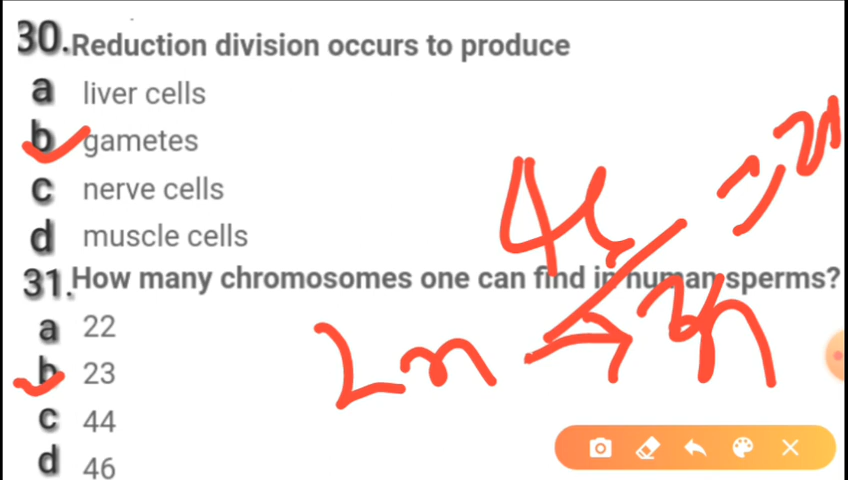 30. Reduction division occurs to produce
a liver cells
b gametes
c nerve cells
d muscle cells
31. How many chromosomes one can find in human sperms?
a 22
b 23
c 44
d 46
2n